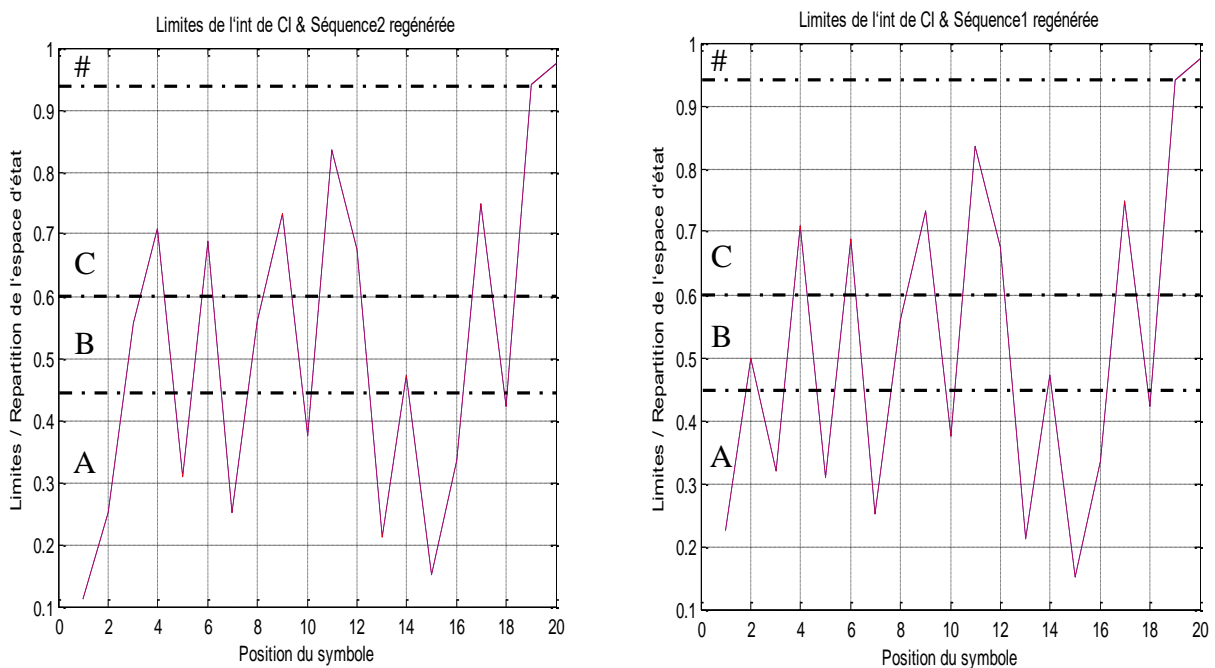 Limites de l'int de CI & Séquence2 regénérée
Limites / Repartition de l'espace d'état
1
0.9
0.8
0.7
0.6
0.5
0.4
0.3
0.2
0.1
#
C
B
A
0 2 4 6 8 10 12 14 16 18 20
Position du symbole
Limites de l'int de CI & Séquence1 regénérée
Limites / Repartition de l'espace d'état
1
0.9
0.8
0.7
0.6
0.5
0.4
0.3
0.2
0.1
#
C
B
A
0 2 4 6 8 10 12 14 16 18 20
Position du symbole